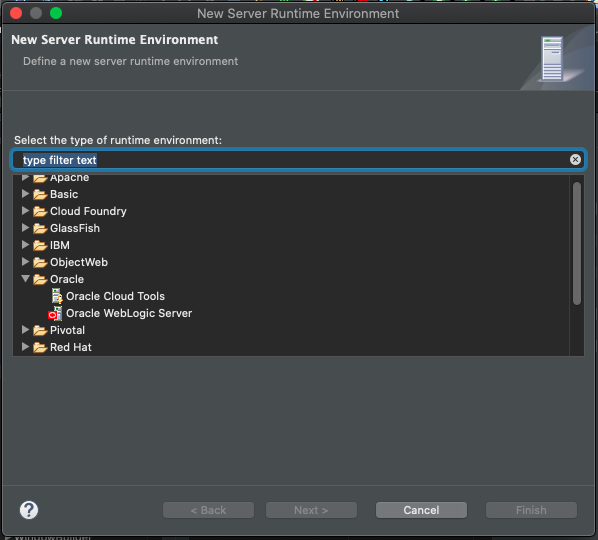 New Server Runtime Environment
New Server Runtime Environment
Define a new server runtime environment
Select the type of runtime environment:
type filter text
Apache
Basic
Cloud Foundry
GlassFish
IBM
ObjectWeb
Oracle
Oracle Cloud Tools
Oracle WebLogic Server
Pivotal
Red Hat
?
< Back
Next >
Cancel
Finish
WindowBuilder